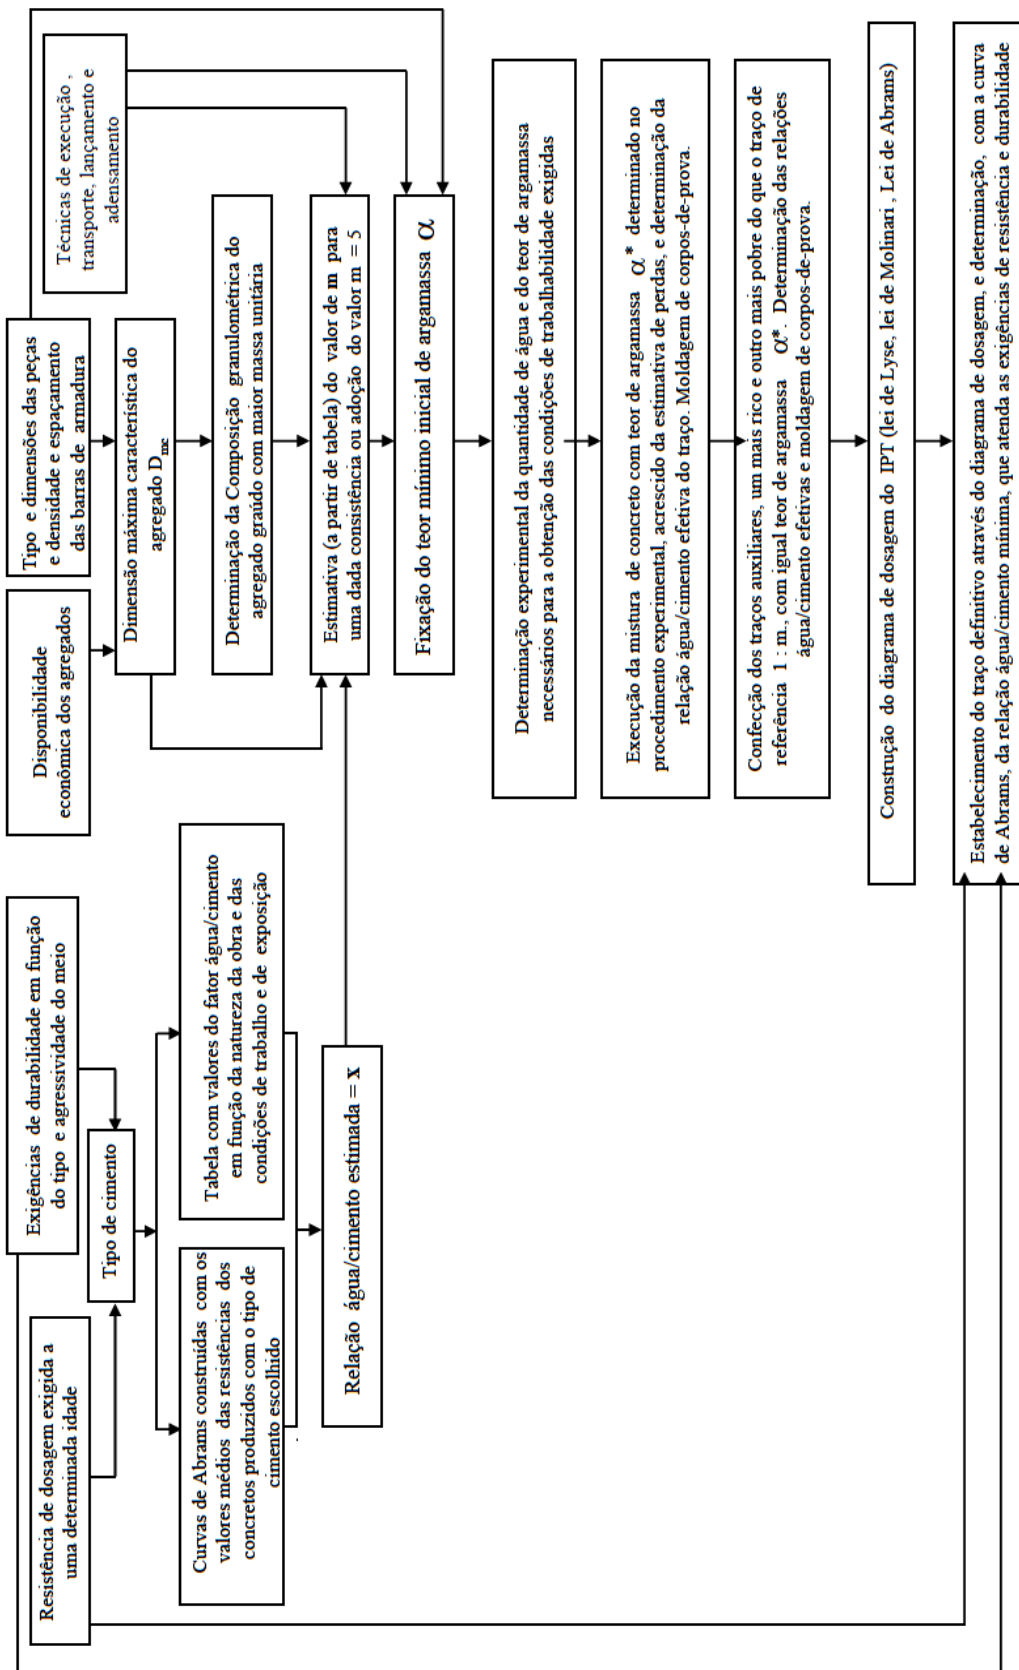 Resistência de dosagem exigida a
uma determinada idade
Exigências de durabilidade em função
do tipo e agressividade do meio
Disponibilidade
econômica dos agregados
Tipo e dimensões das peças
e densidade e espaçamento
das barras de armadura
Técnicas de execução ,
transporte, lançamento e
adensamento
Tipo de cimento
Dimensão máxima característica do
agregado Dmc
Curvas de Abrams construídas com os
valores médios das resistências dos
concretos produzidos com o tipo de
cimento escolhido
Tabela com valores do fator água/cimento
em função da natureza da obra e das
condições de trabalho e de exposição
Determinação da Composição granulométrica do
agregado graúdo com maior massa unitária
Relação água/cimento estimada = x
Estimativa (a partir de tabela) do valor de m para
uma dada consistência ou adoção do valor m = 5
Fixação do teor mínimo inicial de argamassa α
Determinação experimental da quantidade de água e do teor de argamassa
necessários para a obtenção das condições de trabalhabilidade exigidas
Execução da mistura de concreto com teor de argamassa α* determinado no
procedimento experimental, acrescido da estimativa de perdas, e determinação da
relação água/cimento efetiva do traço. Moldagem de corpos-de-prova.
Confecção dos traços auxiliares, um mais rico e outro mais pobre do que o traço de
referência 1 : m., com igual teor de argamassa α*. Determinação das relações
água/cimento efetivas e moldagem de corpos-de-prova.
Construção do diagrama de dosagem do IPT (lei de Lyse, lei de Molinari , Lei de Abrams)
Estabelecimento do traço definitivo através do diagrama de dosagem, e determinação, com a curva
de Abrams, da relação água/cimento mínima, que atenda as exigências de resistência e durabilidade